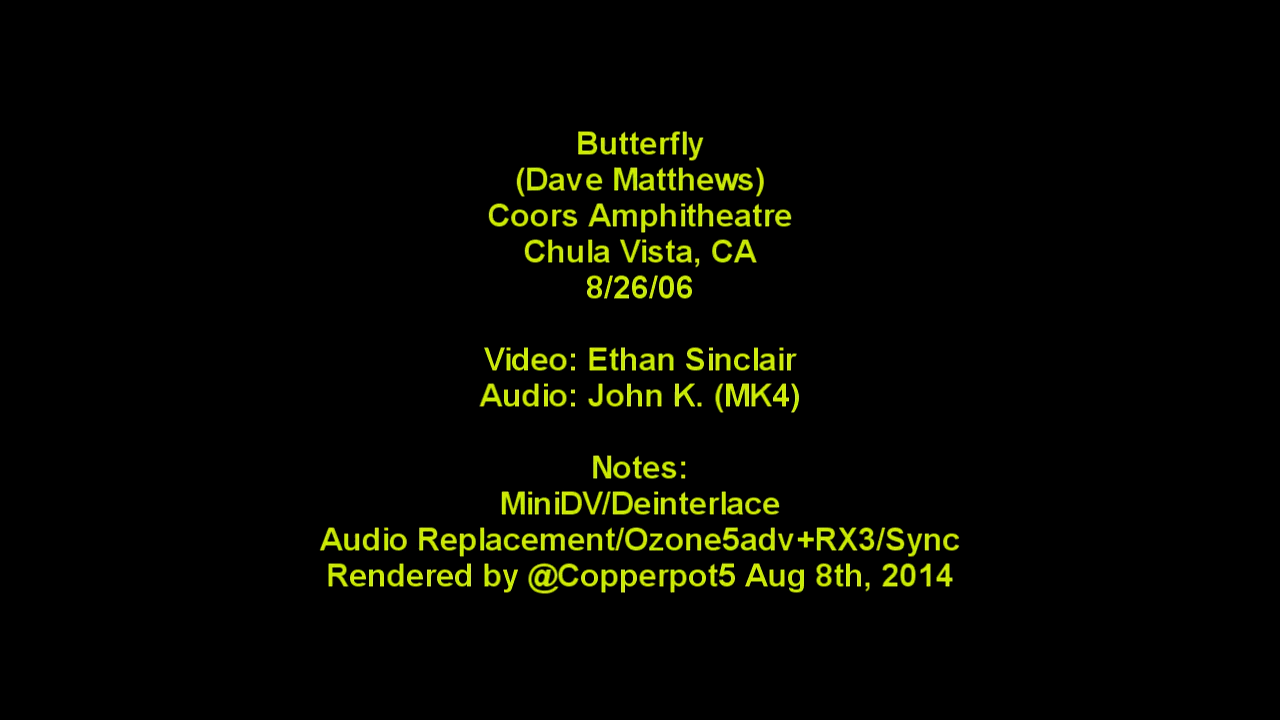 Butterfly
(Dave Matthews)
Coors Amphitheatre
Chula Vista, CA
8/26/06
Video: Ethan Sinclair
Audio: John K. (MK4)
Notes:
MiniDV/Deinterlace
Audio Replacement/Ozone5adv+RX3/Sync
Rendered by @Copperpot5 Aug 8th, 2014